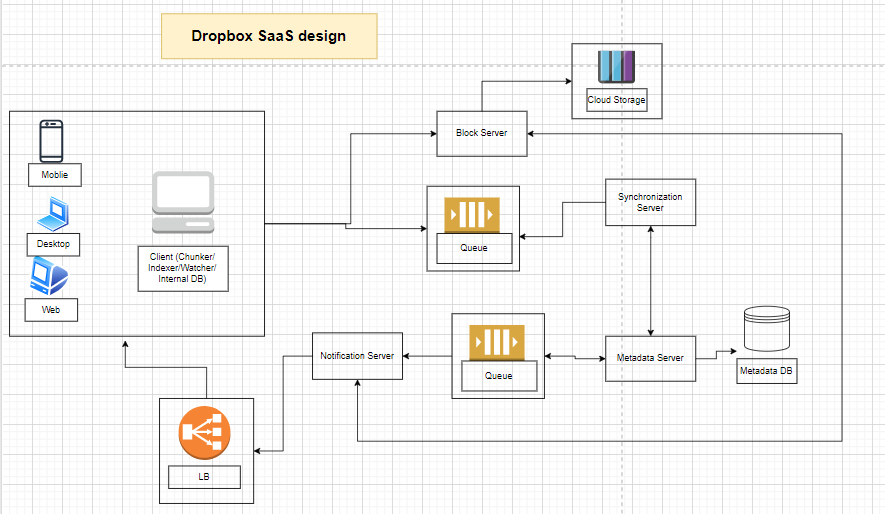 Dropbox SaaS design
Cloud Storage
Moblie
Block Server
Synchronization
Server
Desktop
Client (Chunker/
Indexer/Watcher/
Internal DB)
Queue
Web
Notification Server
Queue
Metadata Server
Metadata DB
LB